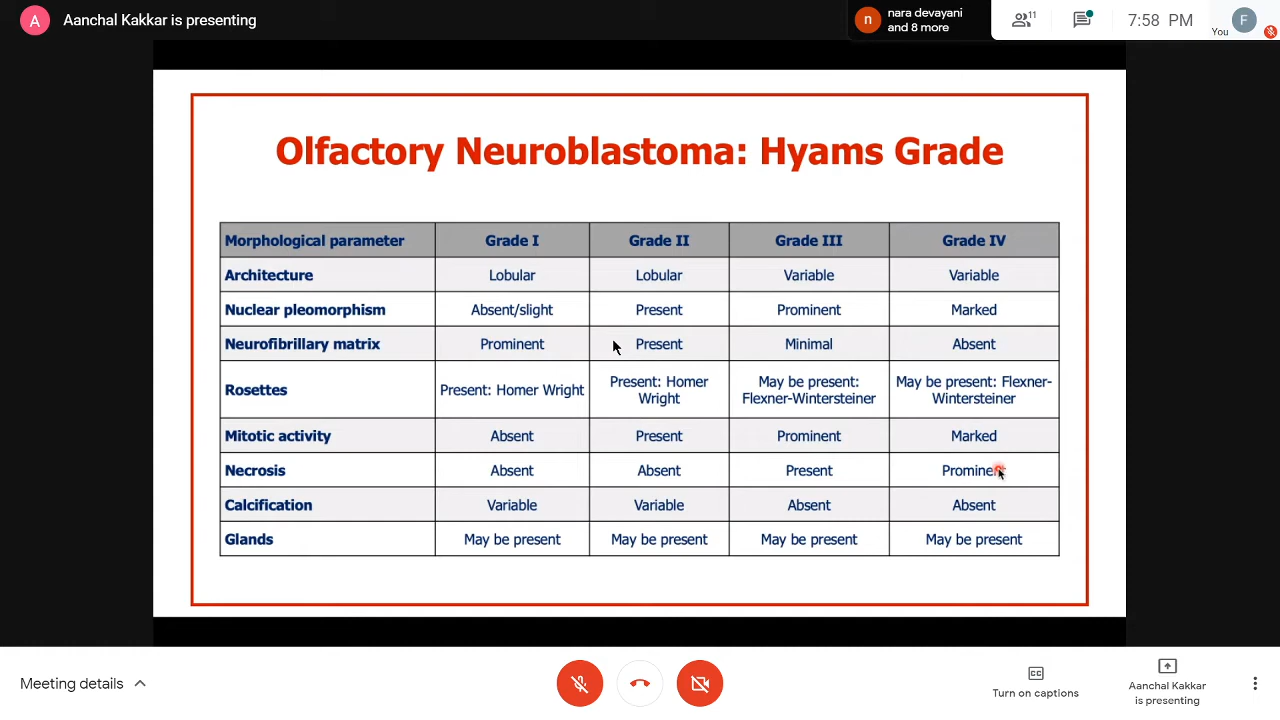 A
Aanchal Kakkar is presenting
n
nara devayani
and 8 more
11
7:58 PM
You
F
Olfactory Neuroblastoma: Hyams Grade
Morphological parameter Grade I Grade II Grade III Grade IV
Architecture Lobular Lobular Variable Variable
Nuclear pleomorphism Absent/slight Present Prominent Marked
Neurofibrillary matrix Prominent Present Minimal Absent
Rosettes Present: Homer Wright Present: Homer Wright May be present: Flexner-Wintersteiner May be present: Flexner-Wintersteiner
Mitotic activity Absent Present Prominent Marked
Necrosis Absent Absent Present Prominent
Calcification Variable Variable Absent Absent
Glands May be present May be present May be present May be present
Meeting details
CC
Turn on captions
Aanchal Kakkar
is presenting